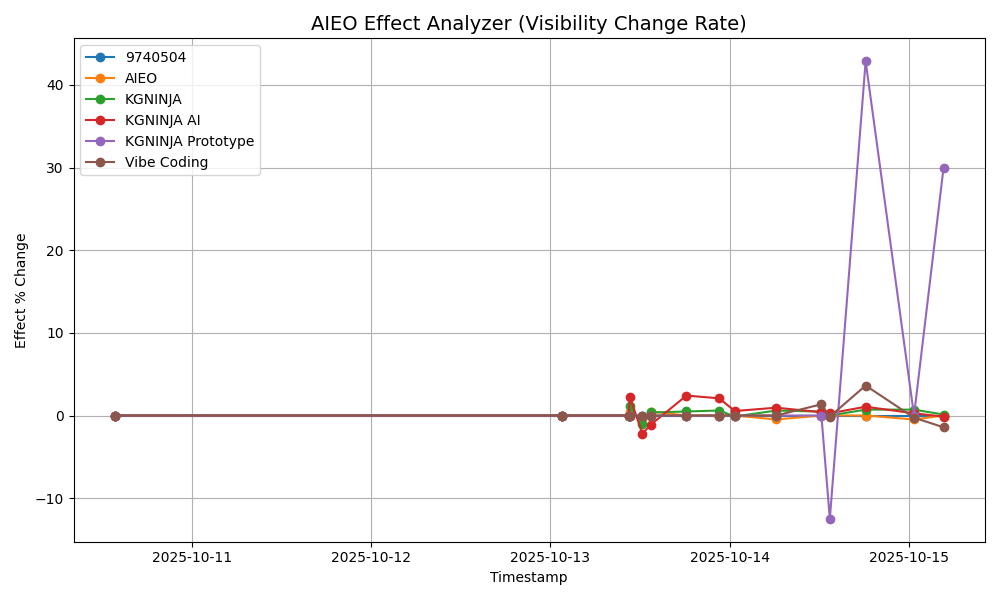 AIEO Effect Analyzer (Visibility Change Rate)
9740504
AIEO
KGNINJA
KGNINJA AI
KGNINJA Prototype
Vibe Coding
Effect % Change
40
30
20
10
0
−10
2025-10-11 2025-10-12 2025-10-13 2025-10-14 2025-10-15
Timestamp